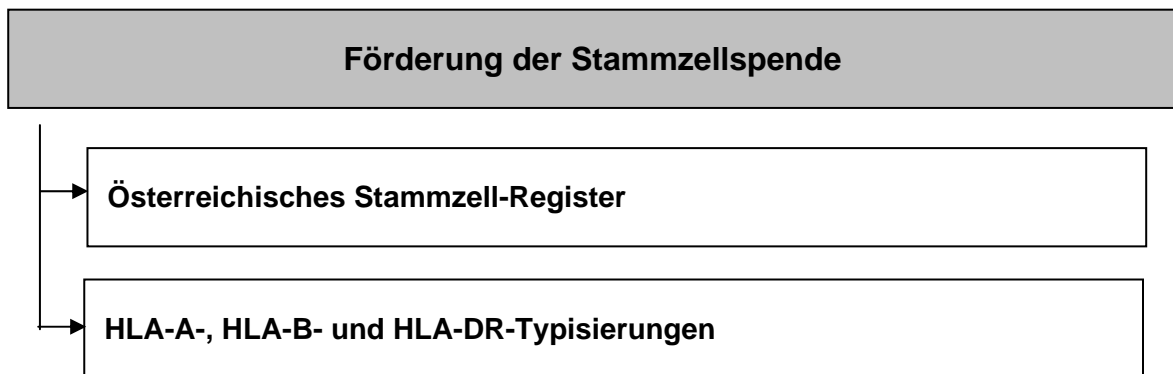 Förderung der Stammzellspende
Österreichisches Stammzell-Register
HLA-A-, HLA-B- und HLA-DR-Typisierungen